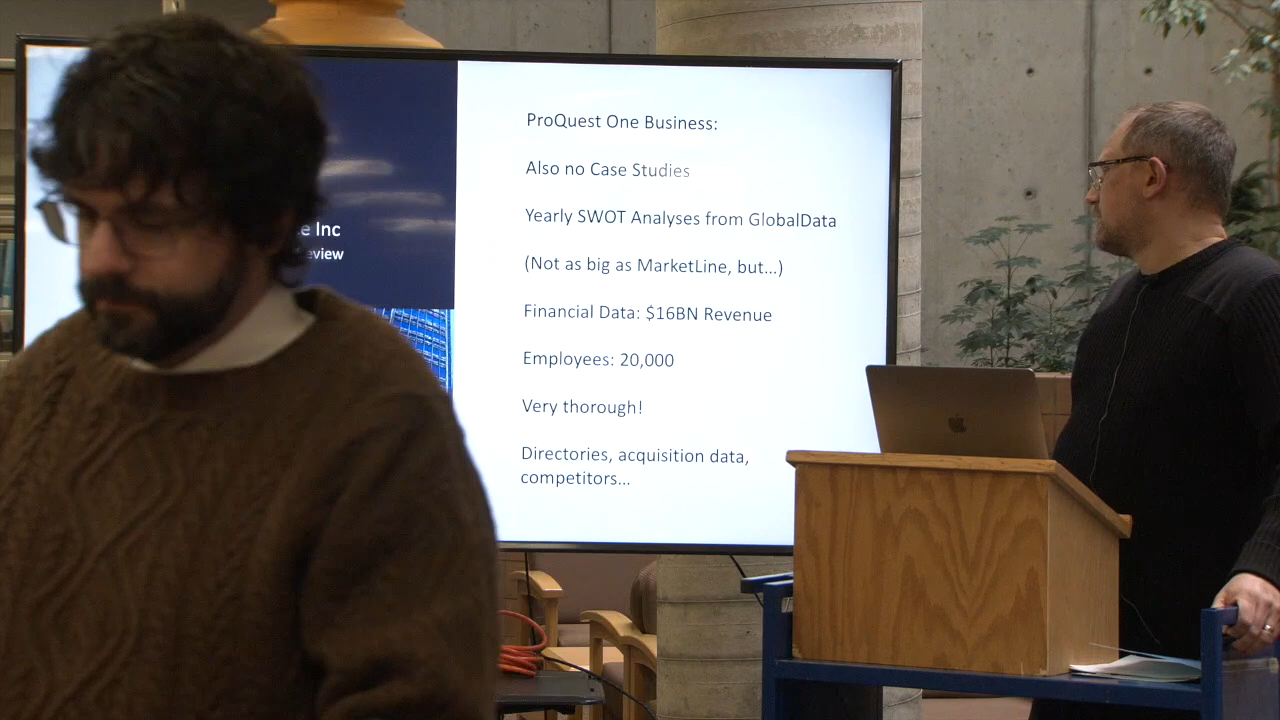 e Inc
eview
ProQuest One Business:
Also no Case Studies
Yearly SWOT Analyses from GlobalData
(Not as big as MarketLine, but...)
Financial Data: $16BN Revenue
Employees: 20,000
Very thorough!
Directories, acquisition data,
competitors...